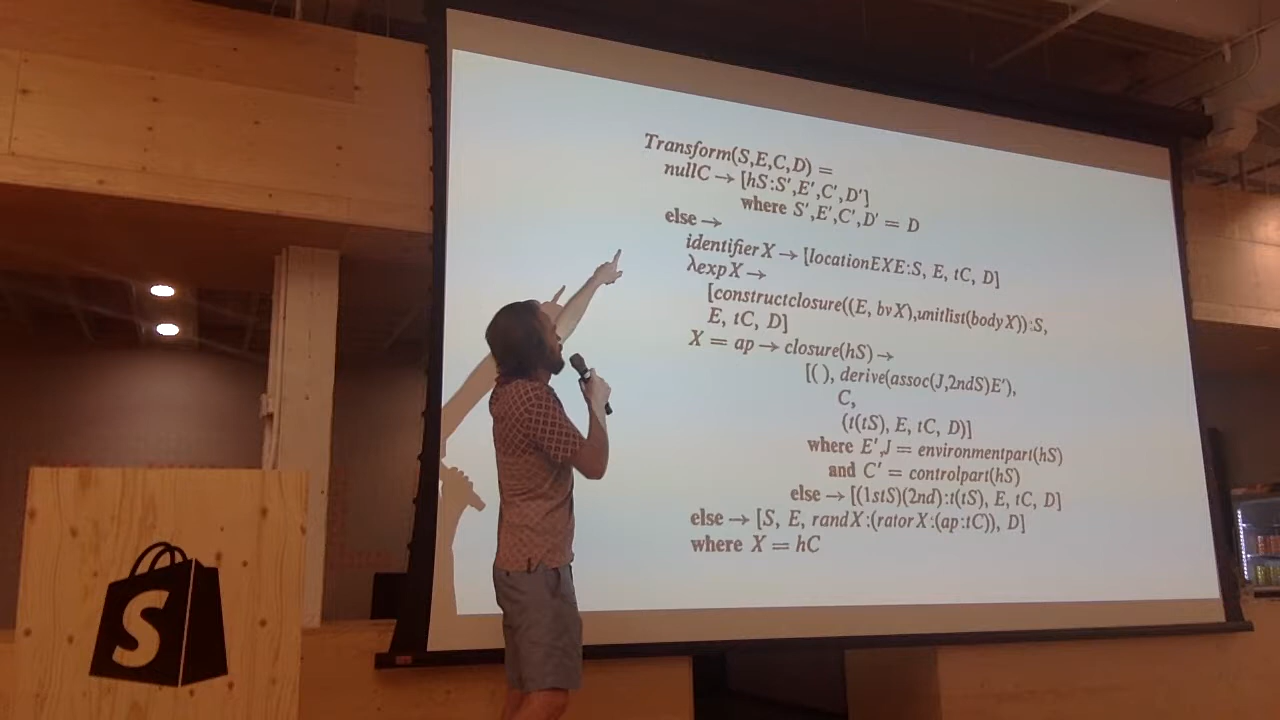 Transform(S,E,C,D) =
nullC → [hS:S′,E′,C′,D′]
where S′,E′,C′,D′ = D
else →
identifier X → [locationEXE:S, E, tC, D]
λexp X →
[constructclosure((E, bvX),unitlist(bodyX)):S,
E, tC, D]
X = ap → closure(hS) →
[( ), derive(assoc(J,2ndS)E′),
C,
(t(tS), E, tC, D)]
where E′,J = environmentpart(hS)
and C′ = controlpart(hS)
else → [(1stS)(2nd):t(tS), E, tC, D]
else → [S, E, randX:(ratorX:(ap:tC)), D]
where X = hC
S